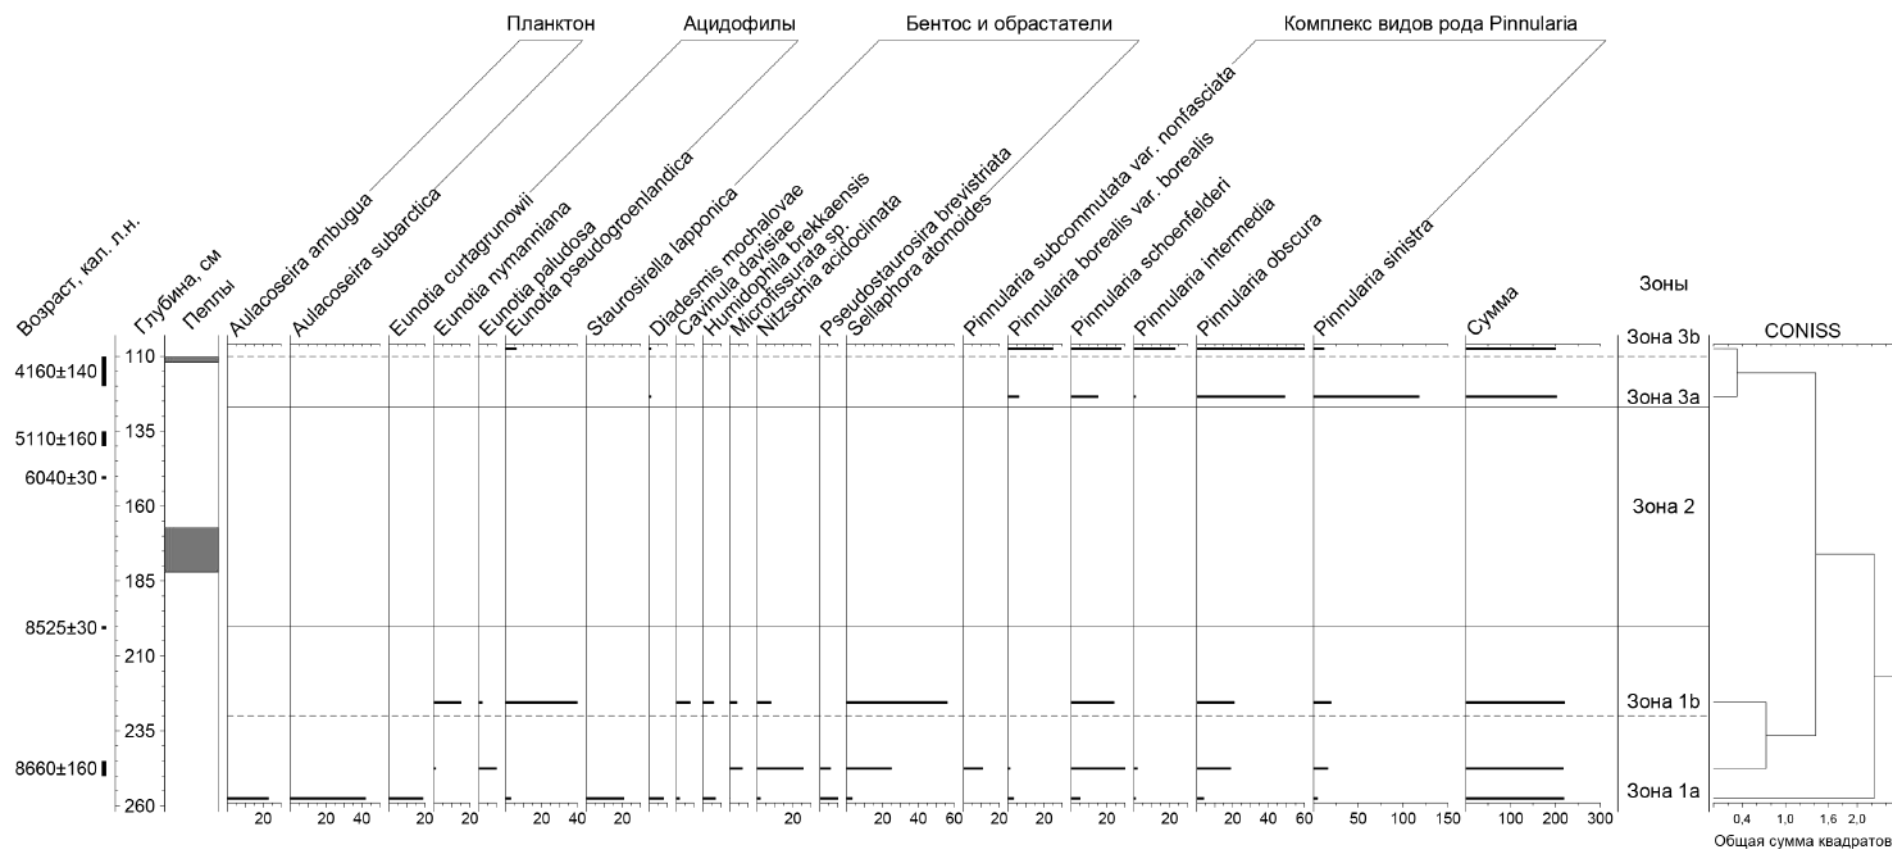 Планктон
Ацидофилы
Бентос и обрастатели
Комплекс видов рода Pinnularia
Возраст, кал. л.н.
Глубина, см
Пеплы
Aulacoseira ambugua
Aulacoseira subarctica
Eunotia curtagrunowii
Eunotia nymanniana
Eunotia paludosa
Eunotia pseudogroenlandica
Staurosirella lapponica
Diadesmis mochalovae
Cavinula davisiae
Humidophila brekkaensis
Microfissurata sp.
Nitzschia acidoclinata
Pseudostaurosira brevistriata
Sellaphora atomoides
Pinnularia subcommutata var. nonfasciata
Pinnularia borealis var. borealis
Pinnularia schoenfelderi
Pinnularia intermedia
Pinnularia obscura
Pinnularia sinistra
Сумма
Зоны
CONISS
Зона 3b
110
4160±140
Зона 3a
135
5110±160
6040±30
160
Зона 2
185
8525±30
210
Зона 1b
235
8660±160
Зона 1a
260
20 20 40 20 20 20 20 40 20 20 20 40 60 20 20 20 20 20 40 60 50 100 150 100 200 300
0,4 1,0 1,6 2,0
Общая сумма квадратов